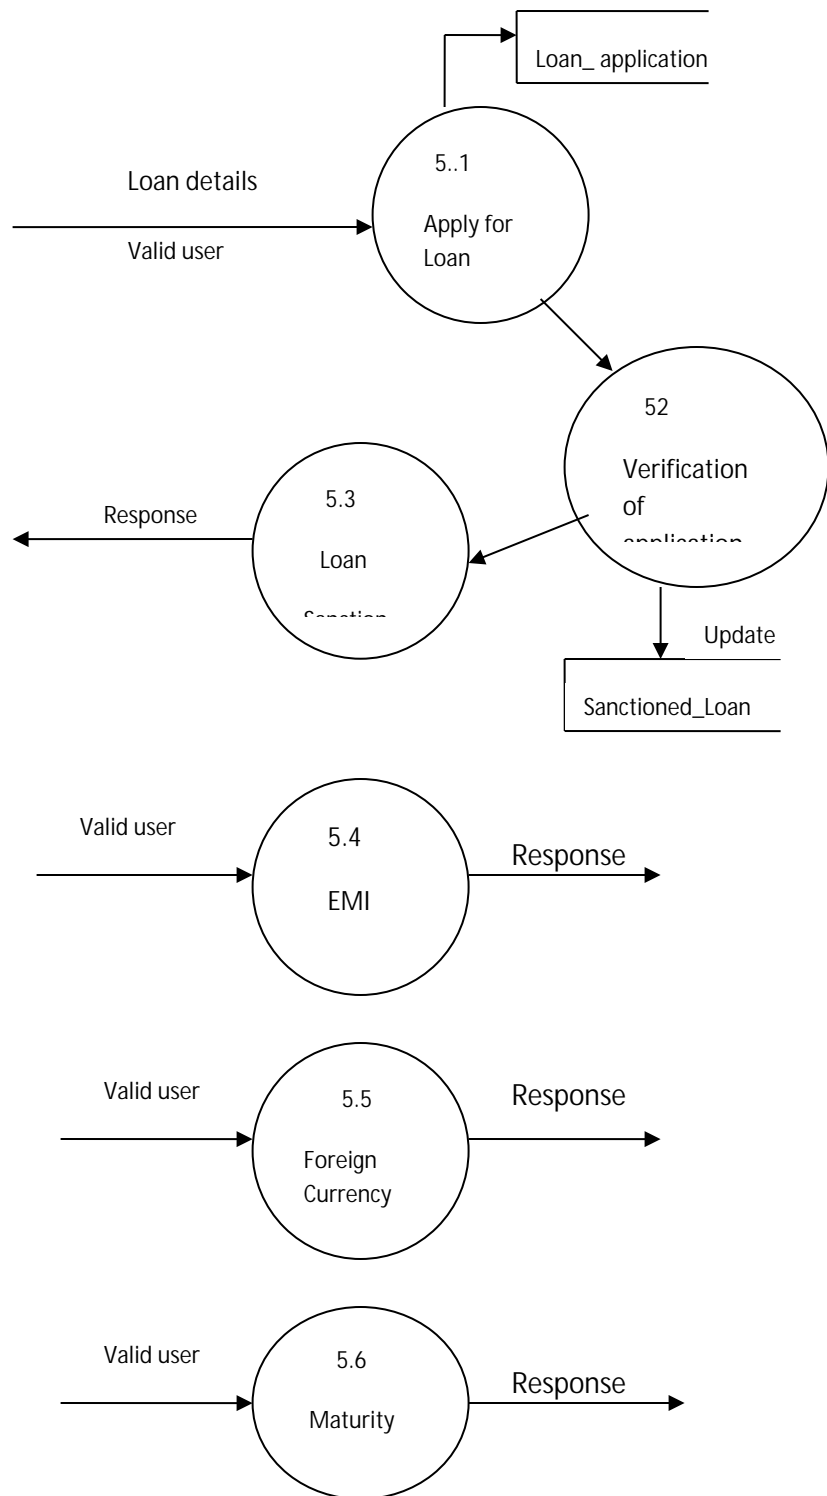 Loan_ application
5..1
Loan details
Apply for
Loan
Valid user
52
Verification
of
application
5.3
Response
Loan
Sanction
Update
Sanctioned_Loan
Valid user
5.4
Response
EMI
Valid user
5.5
Response
Foreign
Currency
Valid user
5.6
Response
Maturity